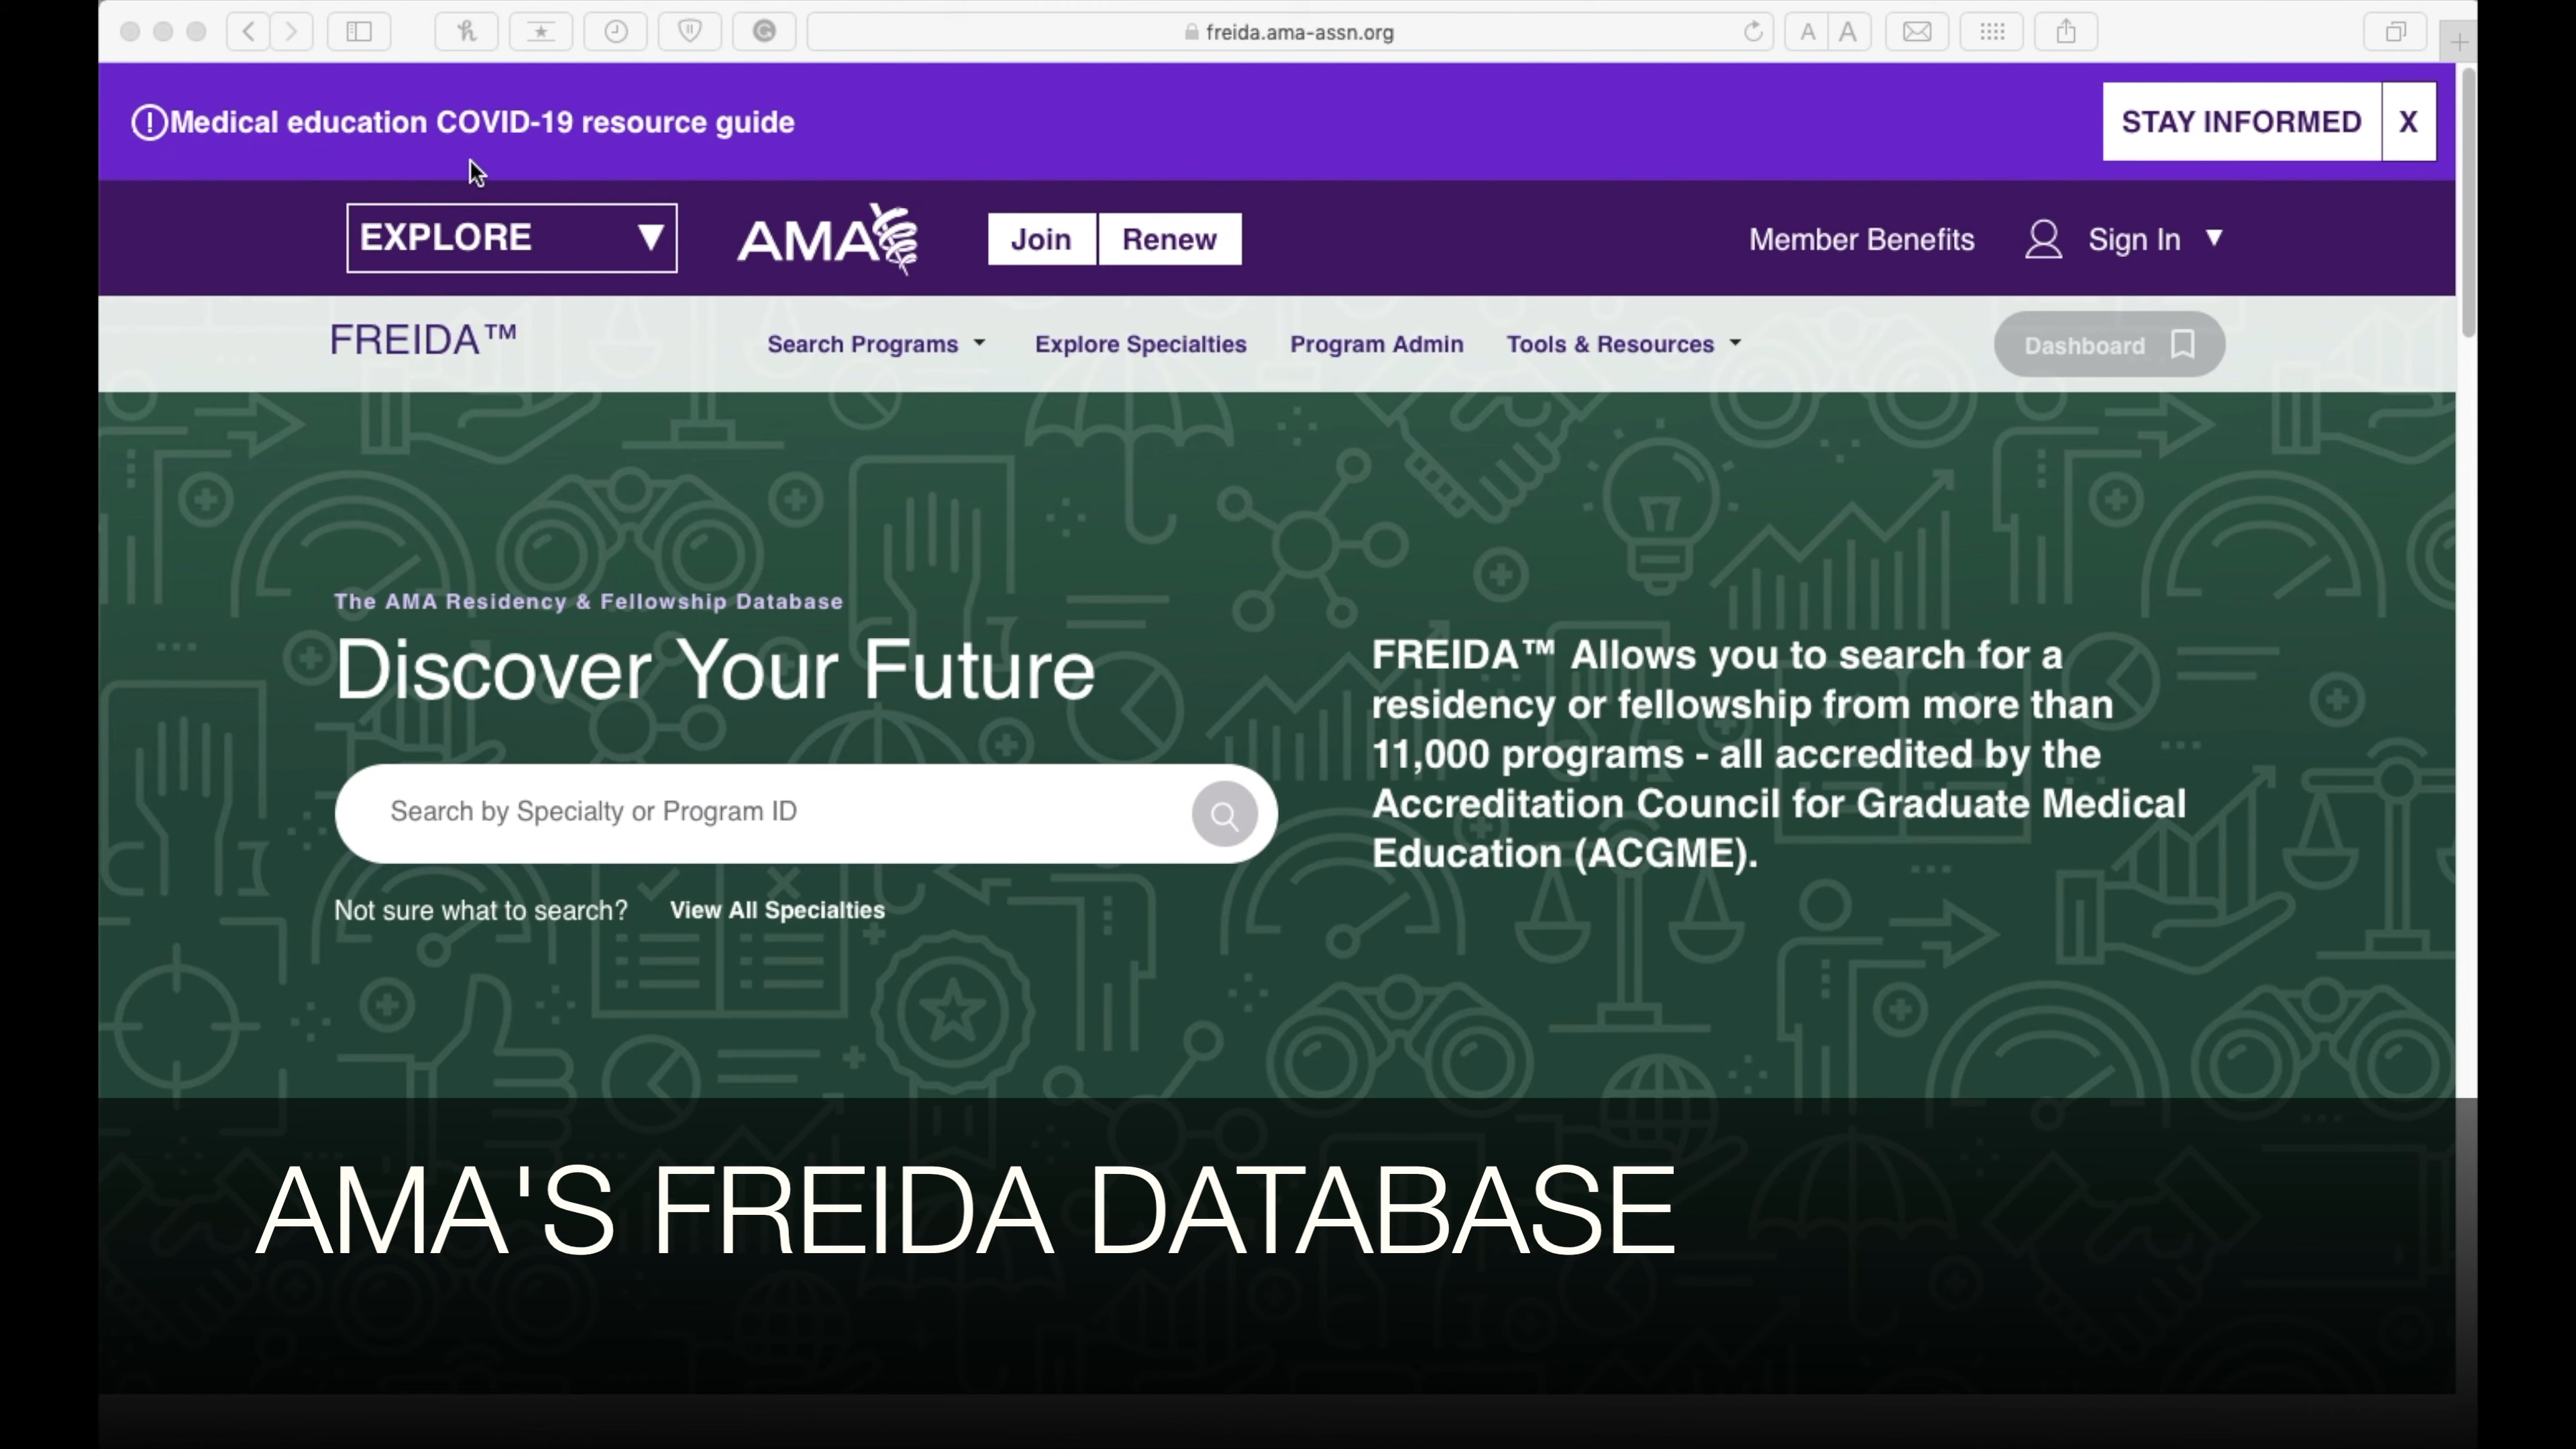 freida.ama-assn.org
A A
Medical education COVID-19 resource guide
STAY INFORMED X
EXPLORE
AMA
Join Renew
Member Benefits
Sign In
FREIDA™
Search Programs
Explore Specialties
Program Admin
Tools & Resources
Dashboard
The AMA Residency & Fellowship Database
Discover Your Future
Search by Specialty or Program ID
Not sure what to search? View All Specialties
FREIDA™ Allows you to search for a
residency or fellowship from more than
11,000 programs - all accredited by the
Accreditation Council for Graduate Medical
Education (ACGME).
AMA'S FREIDA DATABASE